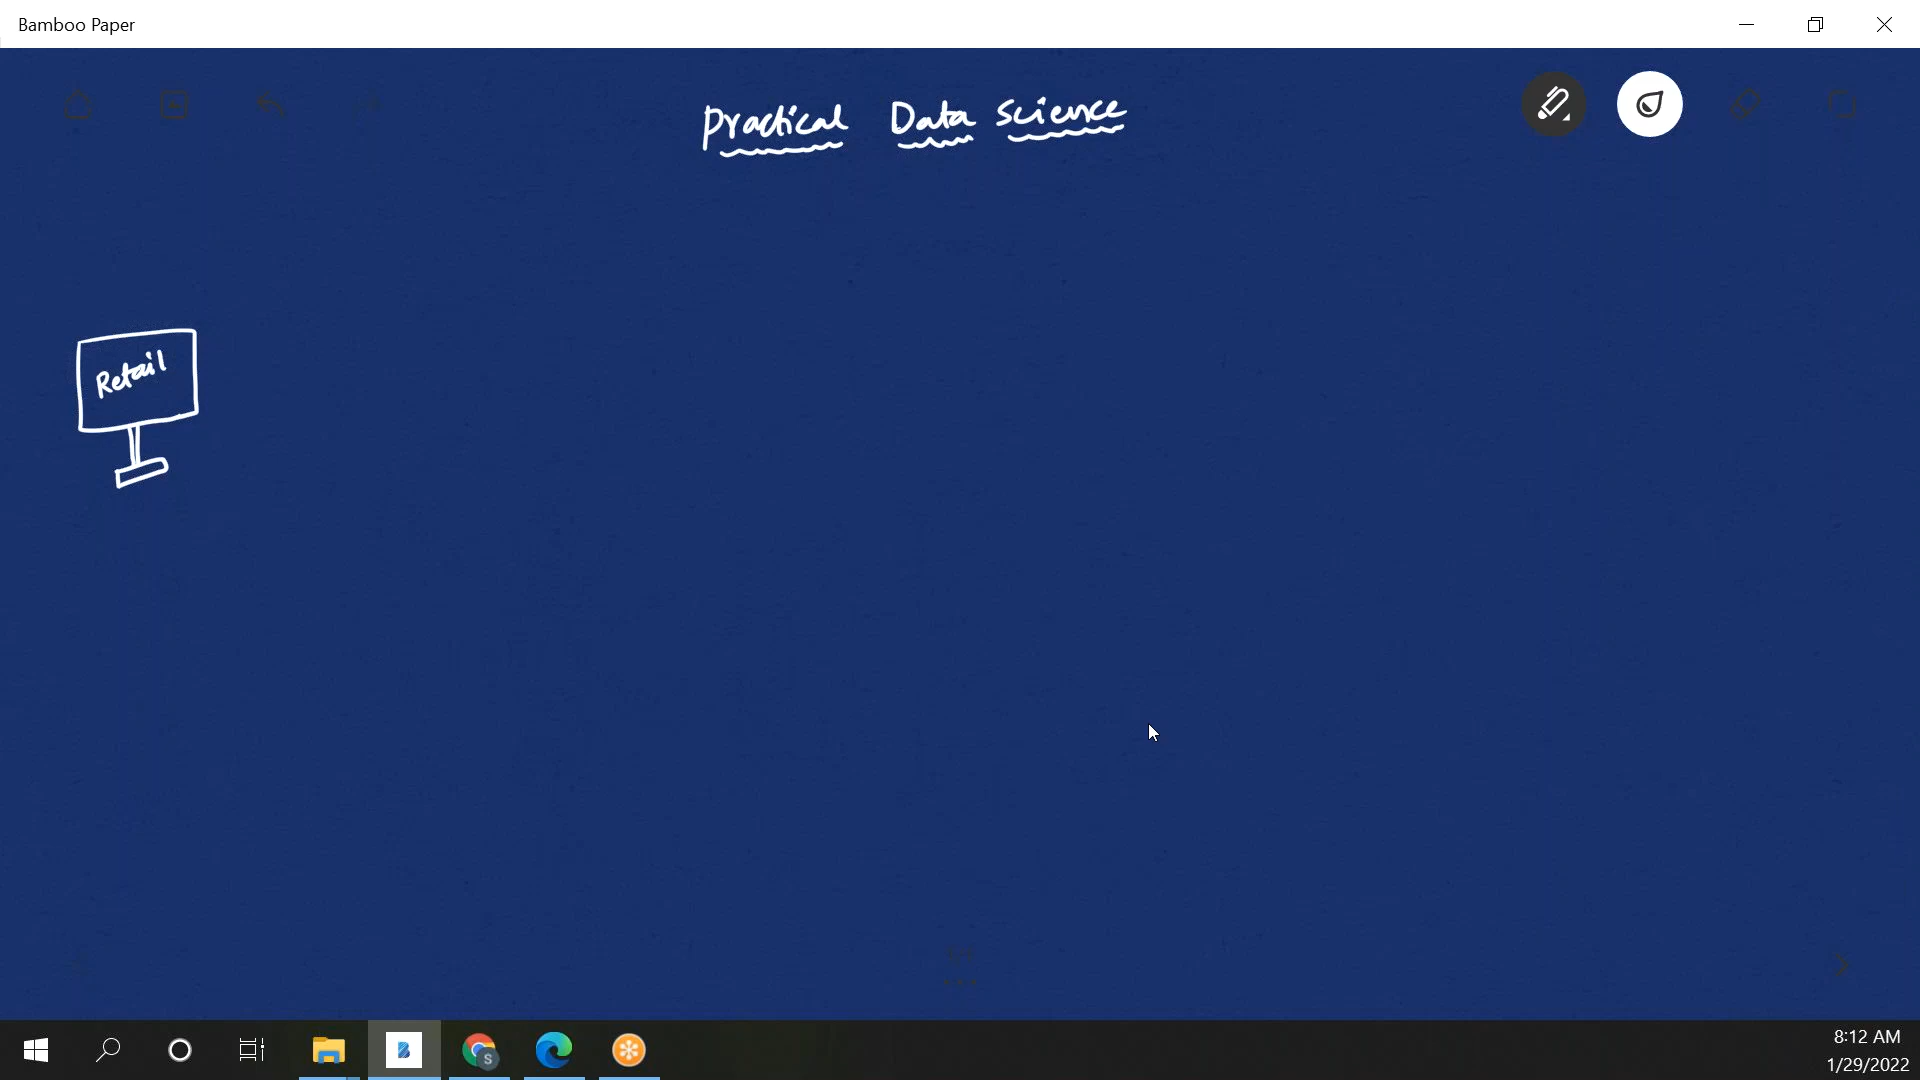 Bamboo Paper
Practical Data Science
Retail
8:12 AM
1/29/2022